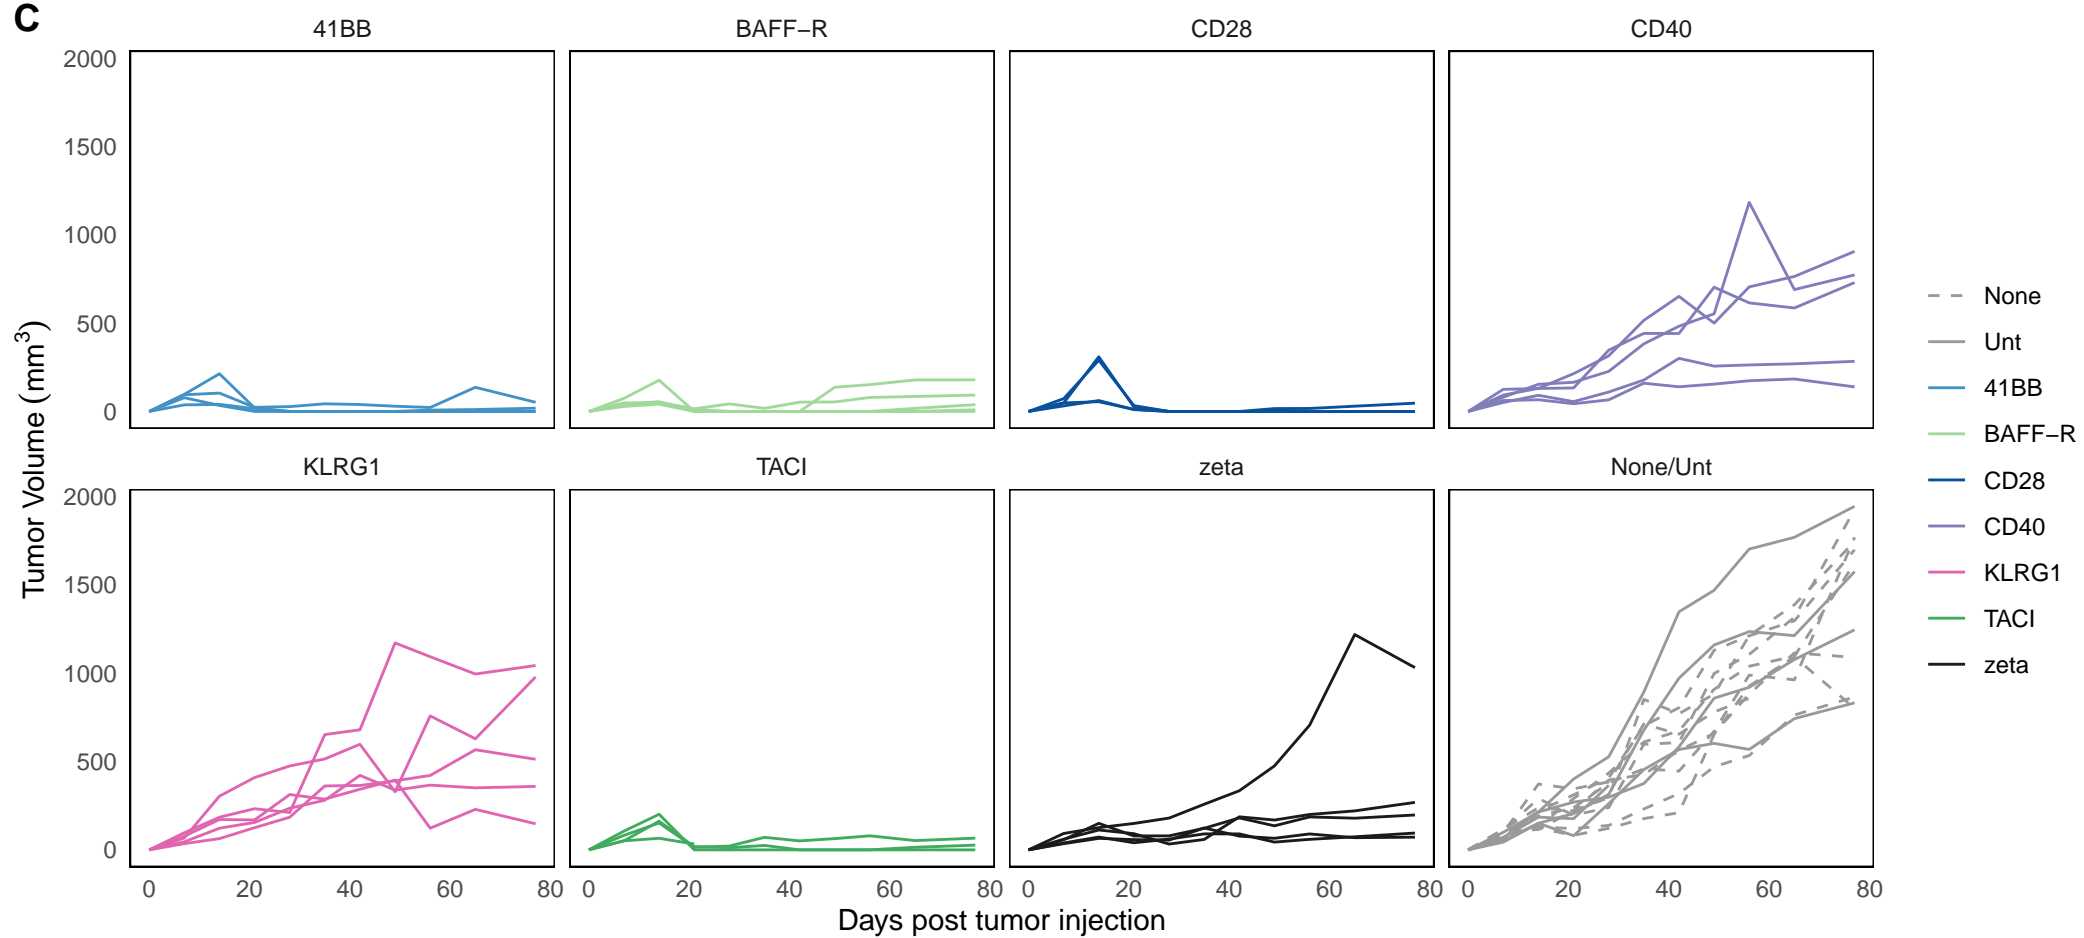 C
41BB
BAFF−R
CD28
CD40
2000
1500
1000
500
0
KLRG1
TACI
zeta
None/Unt
2000
1500
1000
500
0
0 20 40 60 80
0 20 40 60 80
0 20 40 60 80
0 20 40 60 80
Days post tumor injection
Tumor Volume (mm³)
None
Unt
41BB
BAFF−R
CD28
CD40
KLRG1
TACI
zeta